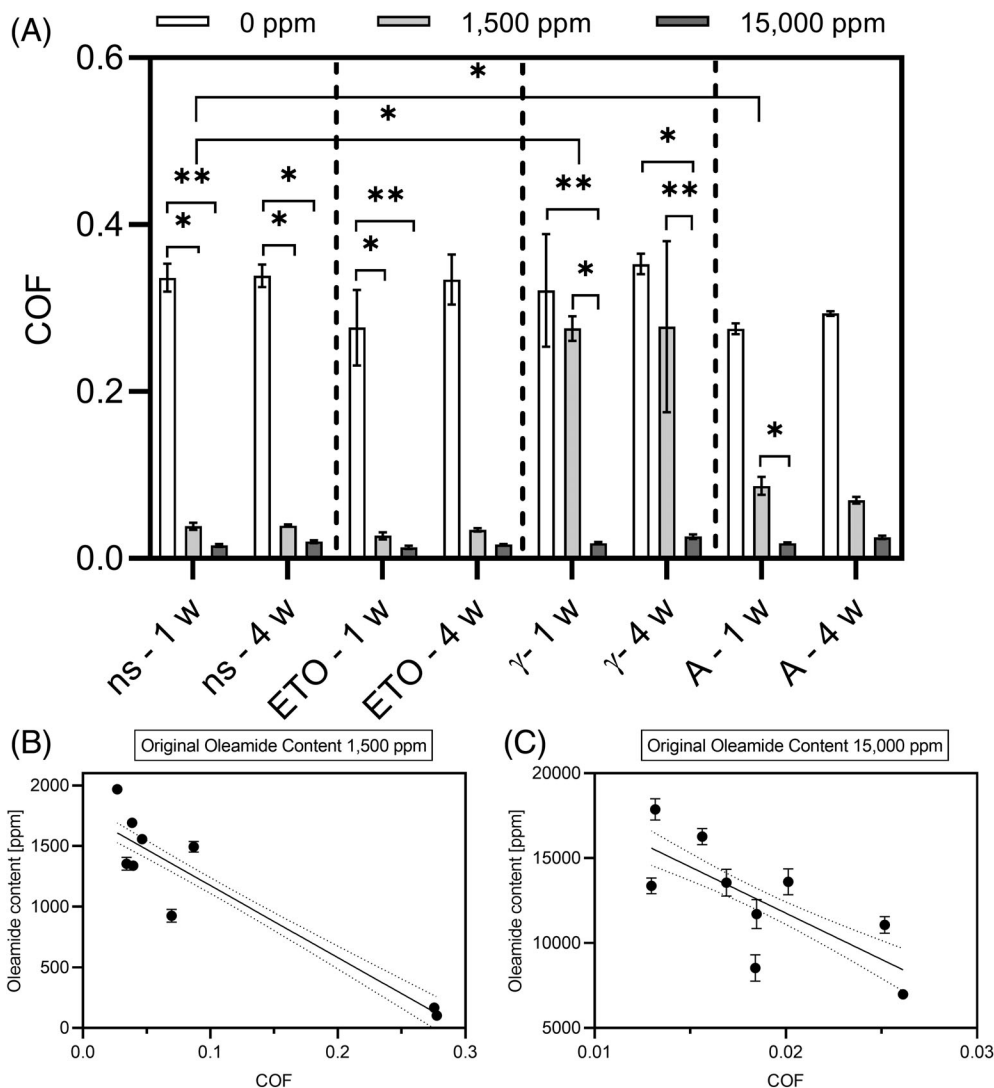 (A)
0 ppm 1,500 ppm 15,000 ppm
0.6
*
*
** * ** ** *
* * * * **
*
0.4
COF
0.2
0.0
ns - 1 w ns - 4 w ETO - 1 w ETO - 4 w γ- 1 w γ- 4 w A - 1 w A - 4 w
(B) Original Oleamide Content 1,500 ppm
2000
1500
1000
500
0
Oleamide content [ppm]
0.0 0.1 0.2 0.3
COF
(C) Original Oleamide Content 15,000 ppm
20000
15000
10000
5000
Oleamide content [ppm]
0.01 0.02 0.03
COF